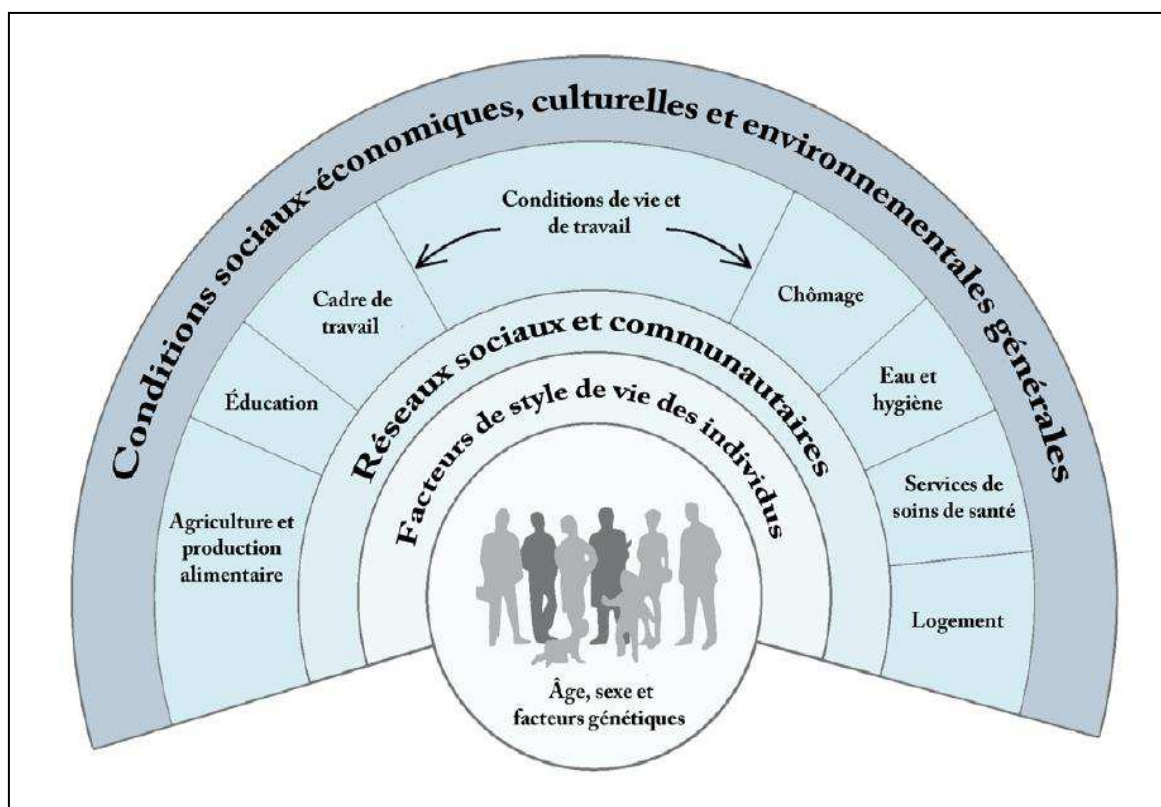 Conditions sociaux-économiques, culturelles et environnementales générales
Conditions de vie et
de travail
Cadre de
travail
Chômage
Éducation
Eau et
hygiène
Agriculture et
production
alimentaire
Services de
soins de santé
Logement
Réseaux sociaux et communautaires
Facteurs de style de vie des individus
Âge, sexe et
facteurs génétiques